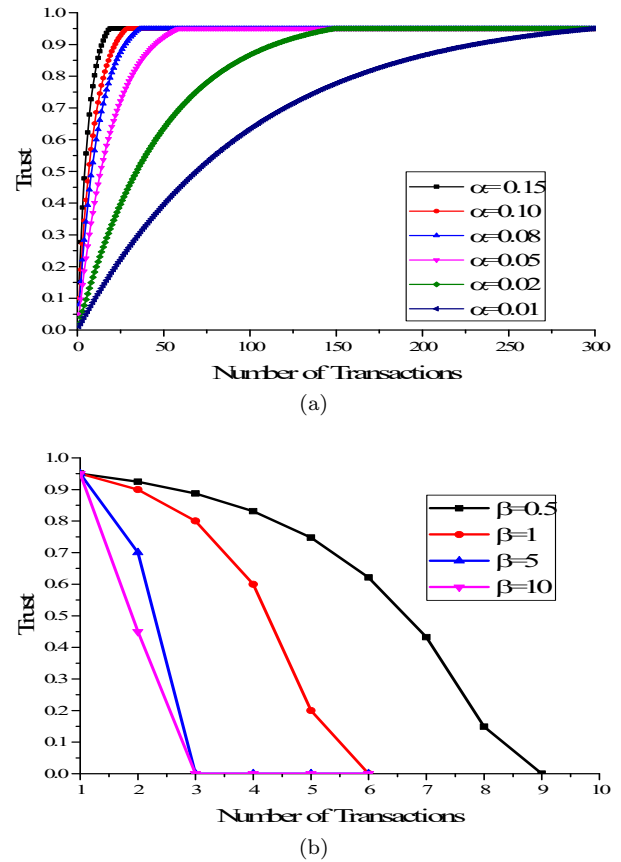 1.0
0.9
0.8
0.7
0.6
0.5
0.4
0.3
0.2
0.1
0.0
Trust
α=0.15
α=0.10
α=0.08
α=0.05
α=0.02
α=0.01
0 50 100 150 200 250 300
Number of Transactions
(a)
1.0
0.9
0.8
0.7
0.6
0.5
0.4
0.3
0.2
0.1
0.0
Trust
β=0.5
β=1
β=5
β=10
1 2 3 4 5 6 7 8 9 10
Number of Transactions
(b)